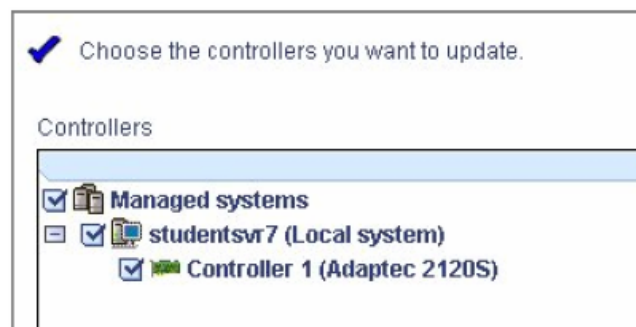 Choose the controllers you want to update.
Controllers
Managed systems
studentsvr7 (Local system)
Controller 1 (Adaptec 2120S)